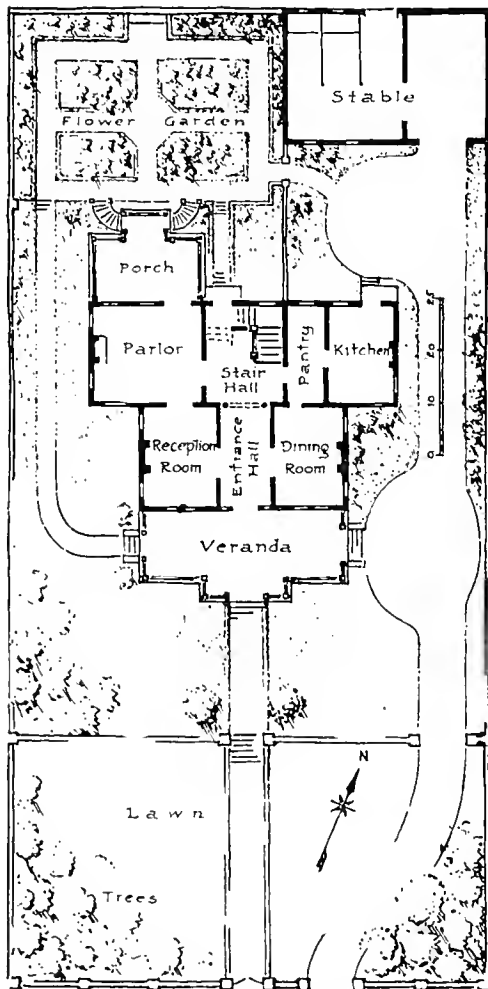 Flower Garden
Stable
Porch
Parlor
Stair
Hall
Pantry
Kitchen
20
10
0
Reception
Room
Entrance
Hall
Dining
Room
Veranda
N
Lawn
Trees